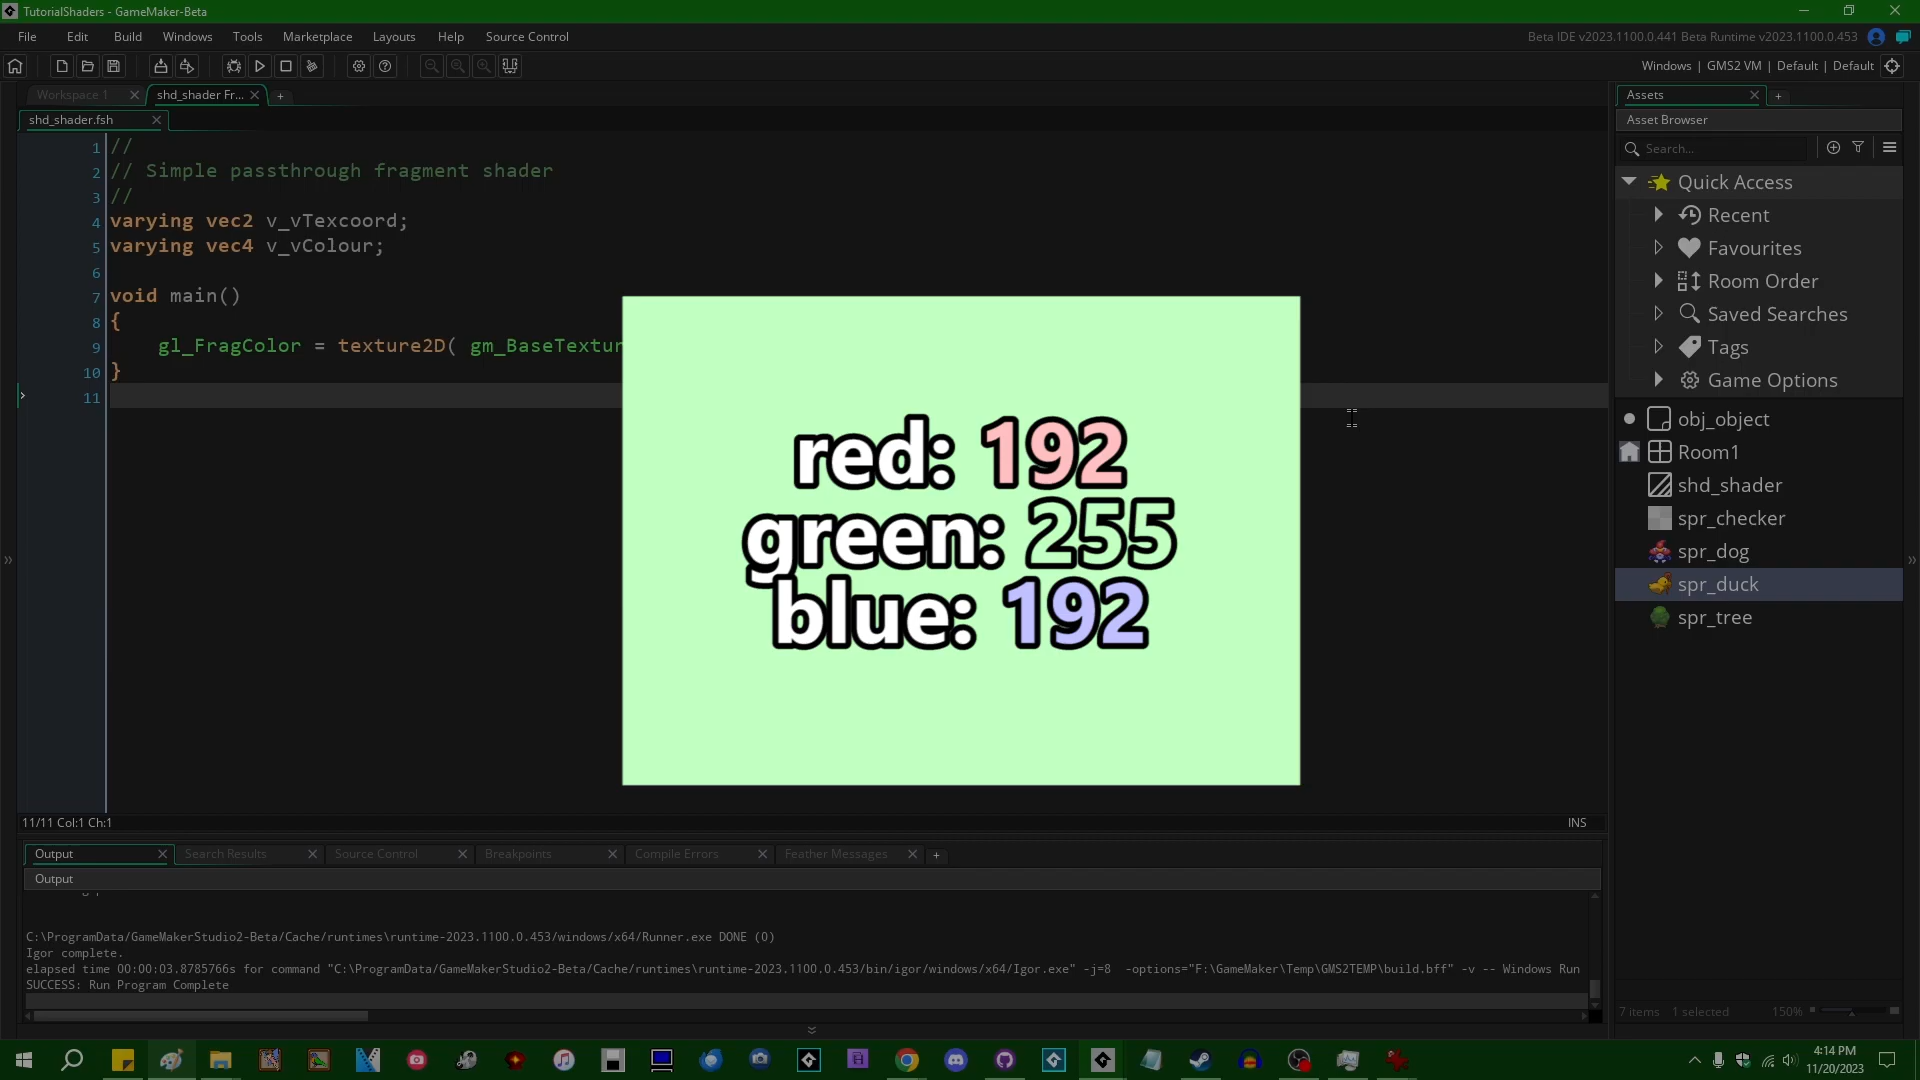 TutorialShaders - GameMaker-Beta
File Edit Build Windows Tools Marketplace Layouts Help Source Control
Beta IDE v2023.1100.0.441 Beta Runtime v2023.1100.0.453
Windows | GMS2 VM | Default | Default
Workspace 1
shd_shader Fr...
shd_shader.fsh
1 //
2 // Simple passthrough fragment shader
3 //
4 varying vec2 v_vTexcoord;
5 varying vec4 v_vColour;
6
7 void main()
8 {
9 gl_FragColor = texture2D( gm_BaseTextur
10 }
11
red: 192
green: 255
blue: 192
11/11 Col:1 Ch:1
INS
Assets
Asset Browser
Search...
Quick Access
Recent
Favourites
Room Order
Saved Searches
Tags
Game Options
obj_object
Room1
shd_shader
spr_checker
spr_dog
spr_duck
spr_tree
7 items 1 selected 150%
Output Search Results Source Control Breakpoints Compile Errors Feather Messages
Output
C:\ProgramData/GameMakerStudio2-Beta/Cache/runtimes\runtime-2023.1100.0.453/windows/x64/Runner.exe DONE (0)
Igor complete.
elapsed time 00:00:03.8785766s for command "C:\ProgramData/GameMakerStudio2-Beta/Cache/runtimes\runtime-2023.1100.0.453/bin/igor/windows/x64/Igor.exe" -j=8 -options="F:\GameMaker\Temp\GMS2TEMP\build.bff" -v -- Windows Run
SUCCESS: Run Program Complete
4:14 PM
11/20/2023